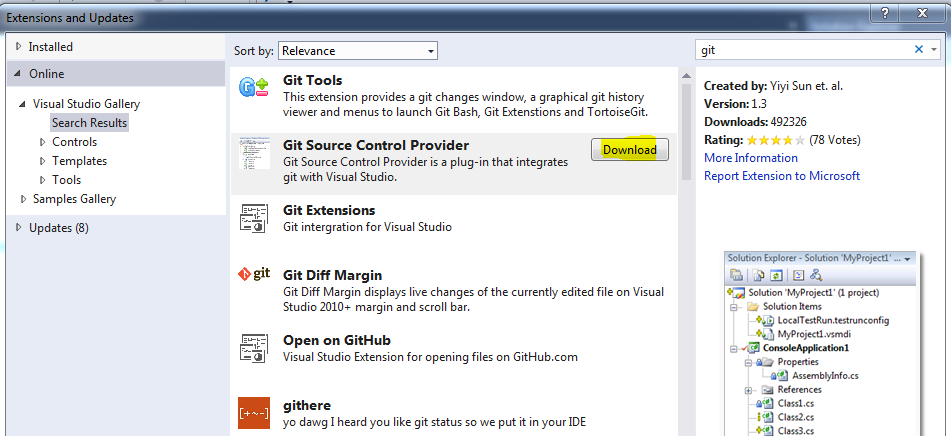 Extensions and Updates
Installed
Online
Visual Studio Gallery
Search Results
Controls
Templates
Tools
Samples Gallery
Updates (8)
Sort by: Relevance
Git Tools
This extension provides a git changes window, a graphical git history
viewer and menus to launch Git Bash, Git Extenstions and TortoiseGit.
Git Source Control Provider
Git Source Control Provider is a plug-in that integrates
git with Visual Studio.
Download
Git Extensions
Git intergration for Visual Studio
git
Git Diff Margin
Git Diff Margin displays live changes of the currently edited file on Visual
Studio 2010+ margin and scroll bar.
Open on GitHub
Visual Studio Extension for opening files on GitHub.com
githere
yo dawg I heard you like git status so we put it in your IDE
git
Created by: Yiyi Sun et. al.
Version: 1.3
Downloads: 492326
Rating: (78 Votes)
More Information
Report Extension to Microsoft
Solution Explorer - Solution 'MyProject1' ...
Solution 'MyProject1' (1 project)
Solution Items
LocalTestRun.testrunconfig
MyProject1.vsmdi
ConsoleApplication1
Properties
AssemblyInfo.cs
References
Class1.cs
Class2.cs
Class3.cs